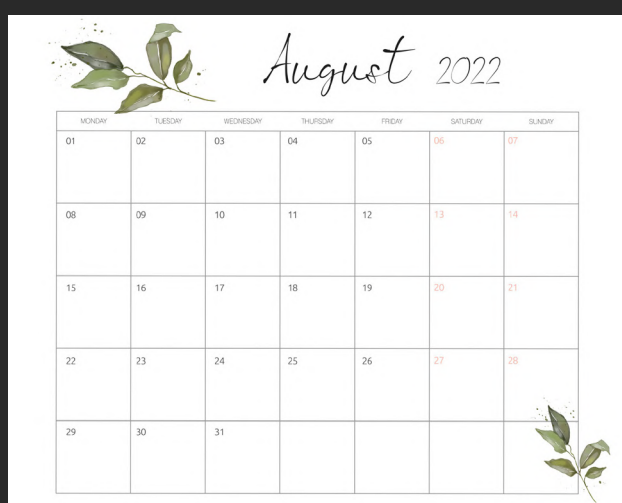 August 2022
MONDAY TUESDAY WEDNESDAY THURSDAY FRIDAY SATURDAY SUNDAY
01 02 03 04 05 06 07
08 09 10 11 12 13 14
15 16 17 18 19 20 21
22 23 24 25 26 27 28
29 30 31